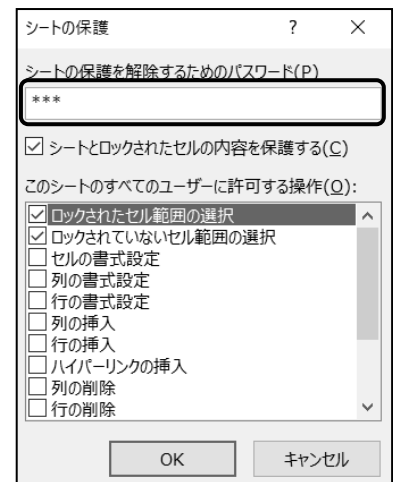 シートの保護 ? ×
シートの保護を解除するためのパスワード(P)
***
シートとロックされたセルの内容を保護する(C)
このシートのすべてのユーザーに許可する操作(O):
ロックされたセル範囲の選択
ロックされていないセル範囲の選択
セルの書式設定
列の書式設定
行の書式設定
列の挿入
行の挿入
ハイパーリンクの挿入
列の削除
行の削除
OK キャンセル